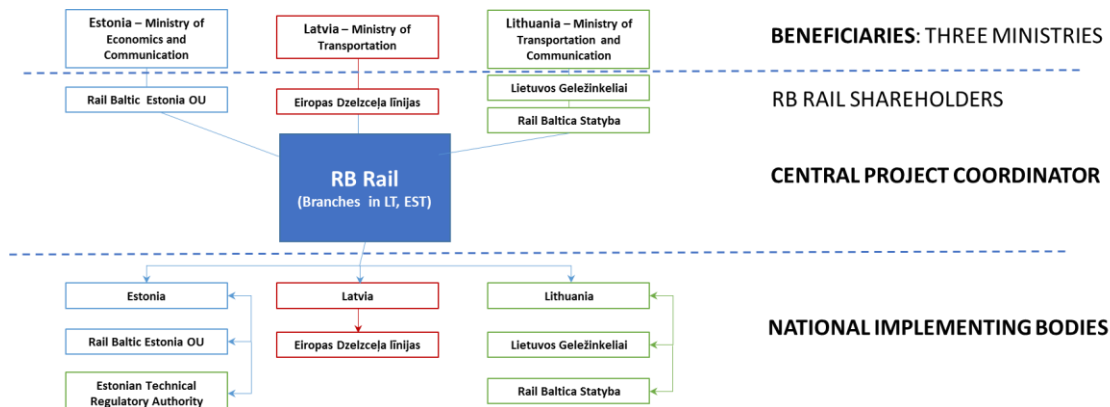 Estonia – Ministry of
Economics and
Communication
Latvia – Ministry of
Transportation
Lithuania – Ministry of
Transportation and
Communication
BENEFICIARIES: THREE MINISTRIES
Rail Baltic Estonia OU
Eiropas Dzelzceļa līnijas
Lietuvos Geležinkeliai
Rail Baltica Statyba
RB RAIL SHAREHOLDERS
RB Rail
(Branches in LT, EST)
CENTRAL PROJECT COORDINATOR
Estonia
Latvia
Lithuania
Rail Baltic Estonia OU
Eiropas Dzelzceļa līnijas
Lietuvos Geležinkeliai
NATIONAL IMPLEMENTING BODIES
Estonian Technical
Regulatory Authority
Rail Baltica Statyba